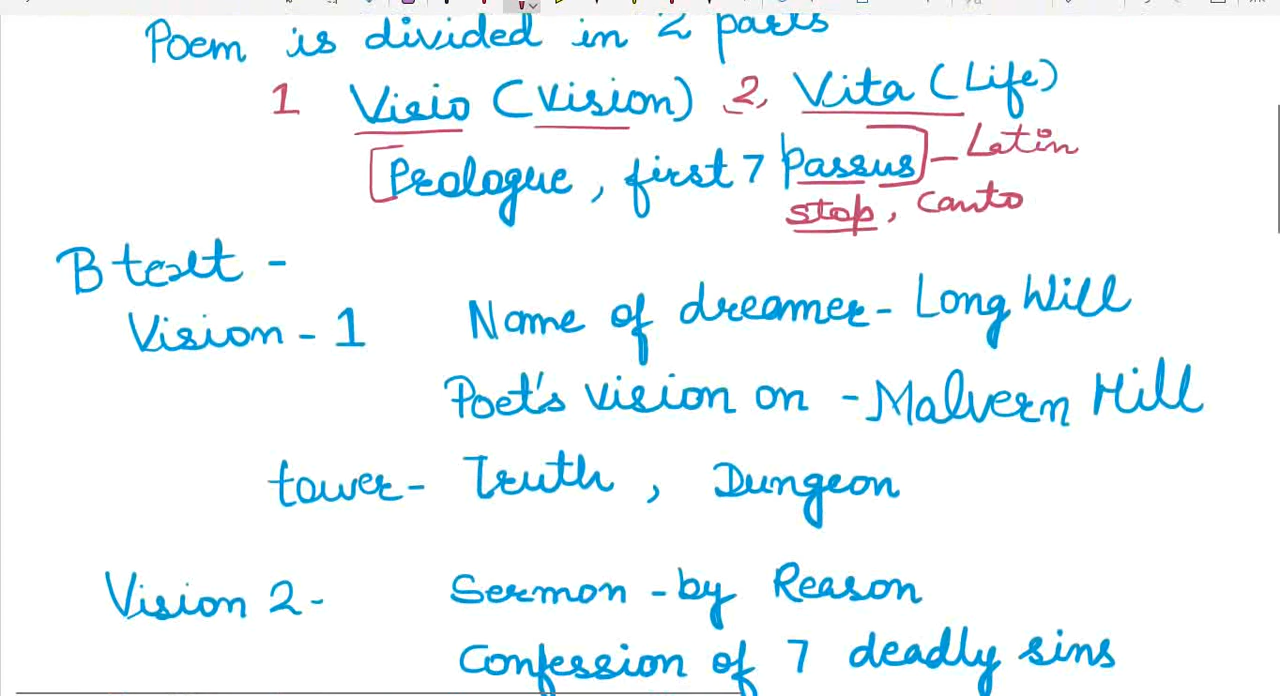 Poem is divided in 2 parts
1 Visio (Vision) 2, Vita (Life)
[Prologue, first 7 Passus] - Latin
stop, canto
B text -
Vision - 1 Name of dreamer - Long Will
Poet's vision on - Malvern Hill
tower - Truth, Dungeon
Vision 2 - Sermon - by Reason
Confession of 7 deadly sins